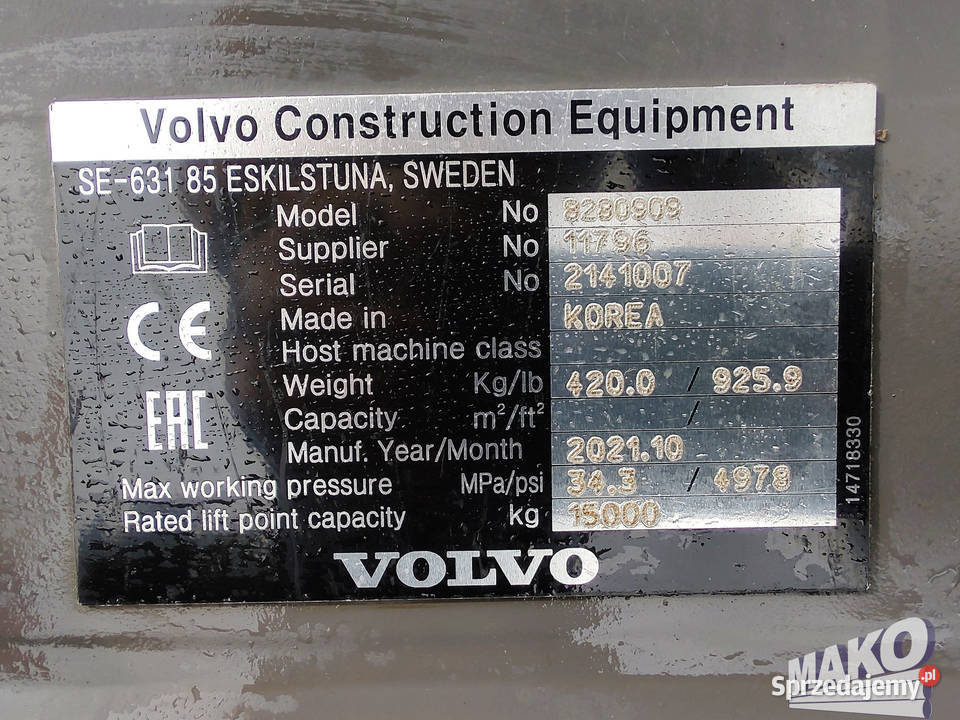 Volvo Construction Equipment
SE-631 85 ESKILSTUNA, SWEDEN
Model No 8280909
Supplier No 11796
Serial No 2141007
Made in KOREA
Host machine class
Weight Kg/lb 420.0 / 925.9
Capacity m²/ft² /
Manuf. Year/Month 2021.10
Max working pressure MPa/psi 34.3 / 4978
Rated lift point capacity kg 15000
CE
EAC
14718330
VOLVO
MAKO
Sprzedajemy.pl